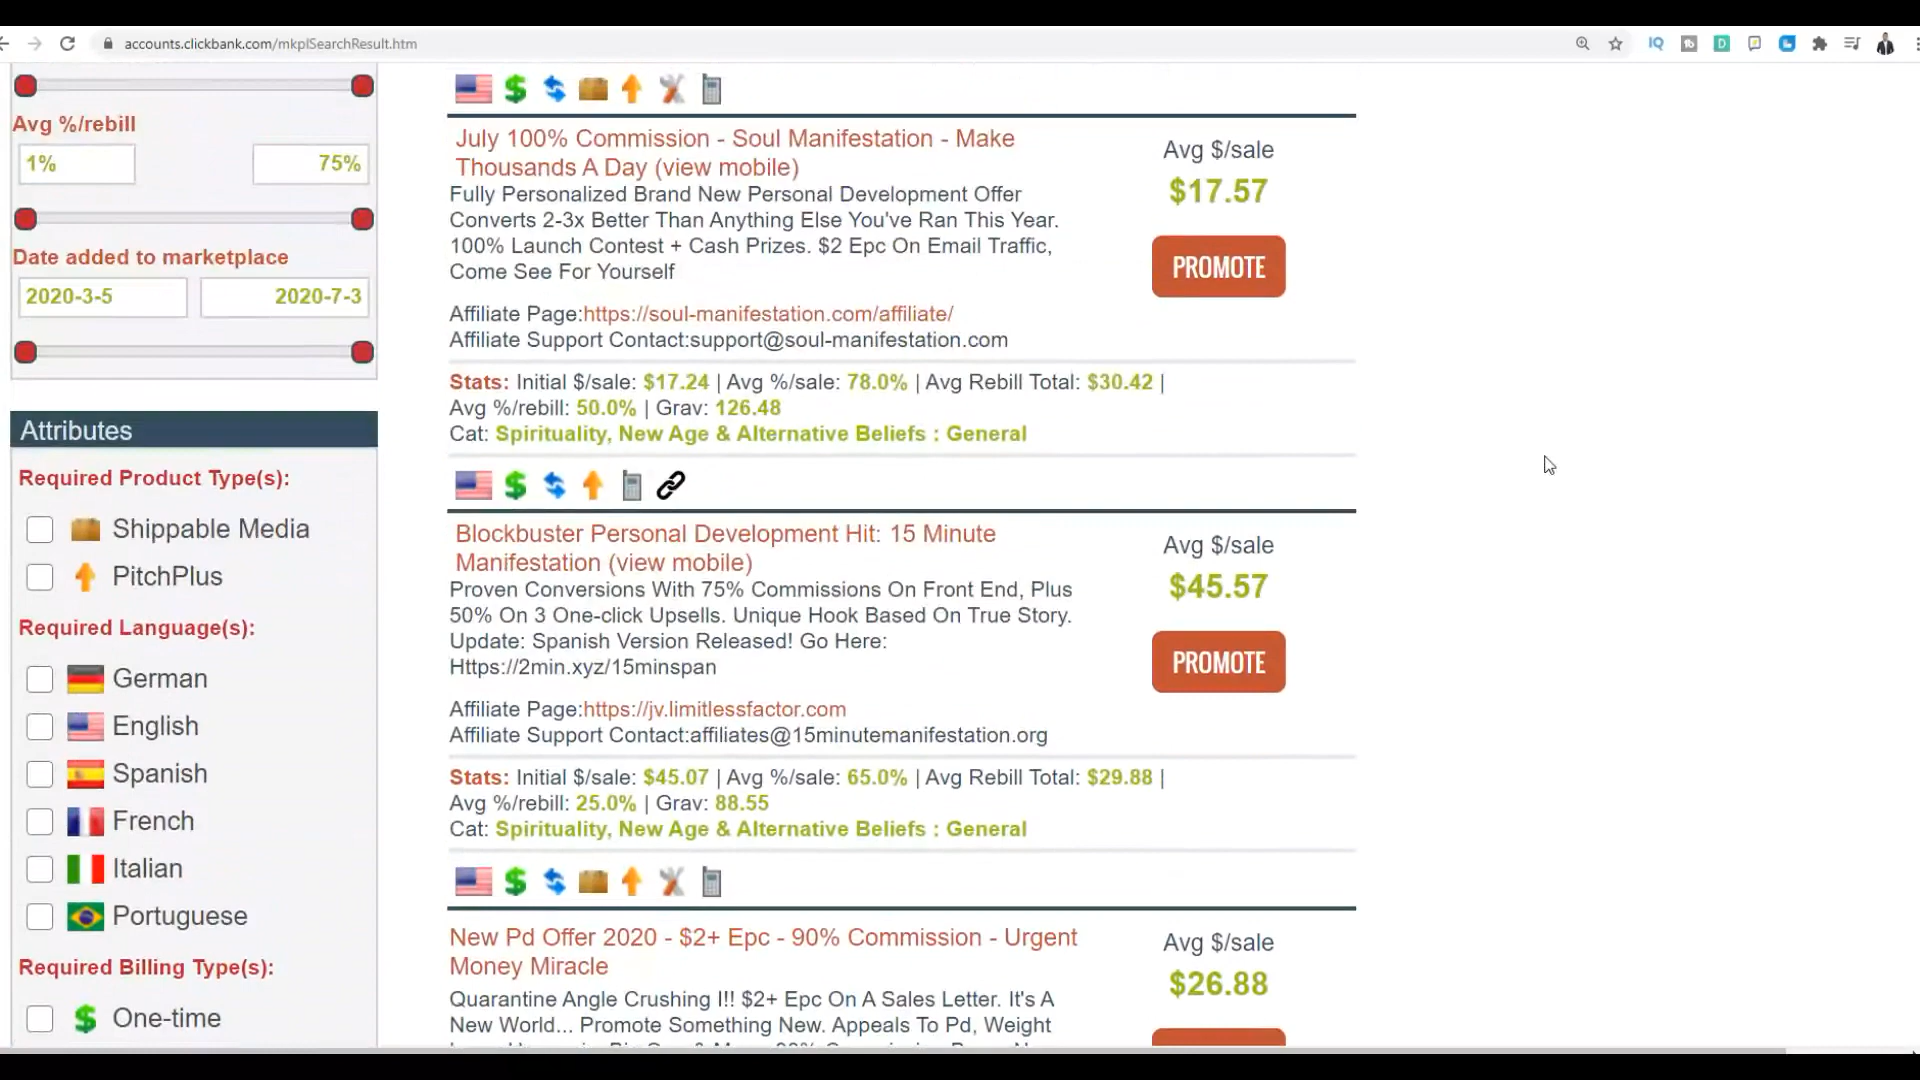 accounts.clickbank.com/mkplSearchResult.htm
IQ
Avg %/rebill
1%
75%
Date added to marketplace
2020-3-5
2020-7-3
Attributes
Required Product Type(s):
Shippable Media
PitchPlus
Required Language(s):
German
English
Spanish
French
Italian
Portuguese
Required Billing Type(s):
One-time
July 100% Commission - Soul Manifestation - Make
Thousands A Day (view mobile)
Fully Personalized Brand New Personal Development Offer
Converts 2-3x Better Than Anything Else You've Ran This Year.
100% Launch Contest + Cash Prizes. $2 Epc On Email Traffic,
Come See For Yourself
Affiliate Page:https://soul-manifestation.com/affiliate/
Affiliate Support Contact:support@soul-manifestation.com
Avg $/sale
$17.57
PROMOTE
Stats: Initial $/sale: $17.24 | Avg %/sale: 78.0% | Avg Rebill Total: $30.42 |
Avg %/rebill: 50.0% | Grav: 126.48
Cat: Spirituality, New Age & Alternative Beliefs : General
Blockbuster Personal Development Hit: 15 Minute
Manifestation (view mobile)
Proven Conversions With 75% Commissions On Front End, Plus
50% On 3 One-click Upsells. Unique Hook Based On True Story.
Update: Spanish Version Released! Go Here:
Https://2min.xyz/15minspan
Affiliate Page:https://jv.limitlessfactor.com
Affiliate Support Contact:affiliates@15minutemanifestation.org
Avg $/sale
$45.57
PROMOTE
Stats: Initial $/sale: $45.07 | Avg %/sale: 65.0% | Avg Rebill Total: $29.88 |
Avg %/rebill: 25.0% | Grav: 88.55
Cat: Spirituality, New Age & Alternative Beliefs : General
New Pd Offer 2020 - $2+ Epc - 90% Commission - Urgent
Money Miracle
Quarantine Angle Crushing I!! $2+ Epc On A Sales Letter. It's A
New World... Promote Something New. Appeals To Pd, Weight
Avg $/sale
$26.88